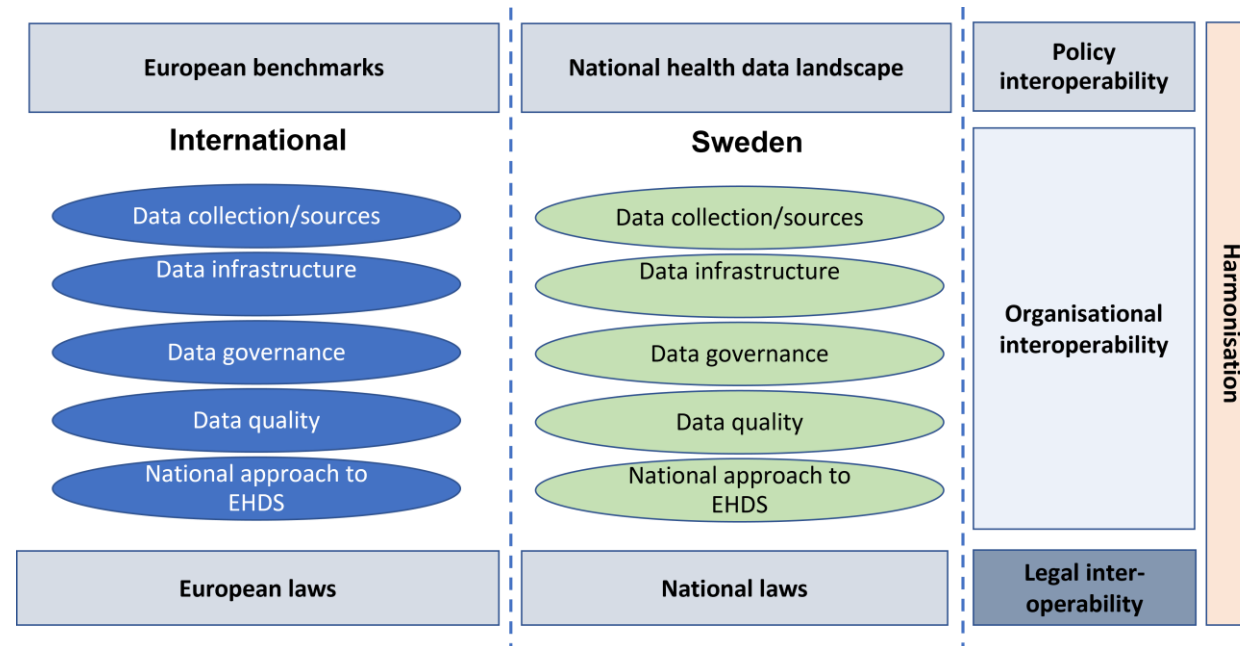 European benchmarks
National health data landscape
Policy
interoperability
International
Sweden
Data collection/sources
Data infrastructure
Data governance
Data quality
National approach to
EHDS
Data collection/sources
Data infrastructure
Data governance
Data quality
National approach to
EHDS
Organisational
interoperability
Harmonisation
European laws
National laws
Legal inter-
operability